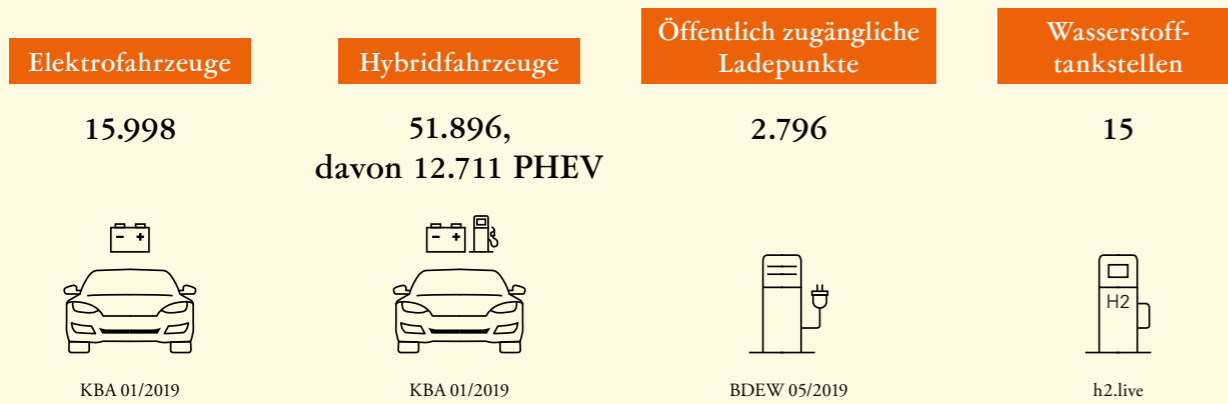 Elektrofahrzeuge
15.998
KBA 01/2019
Hybridfahrzeuge
51.896,
davon 12.711 PHEV
KBA 01/2019
Öffentlich zugängliche
Ladepunkte
2.796
BDEW 05/2019
Wasserstoff-
tankstellen
15
H2
h2.live